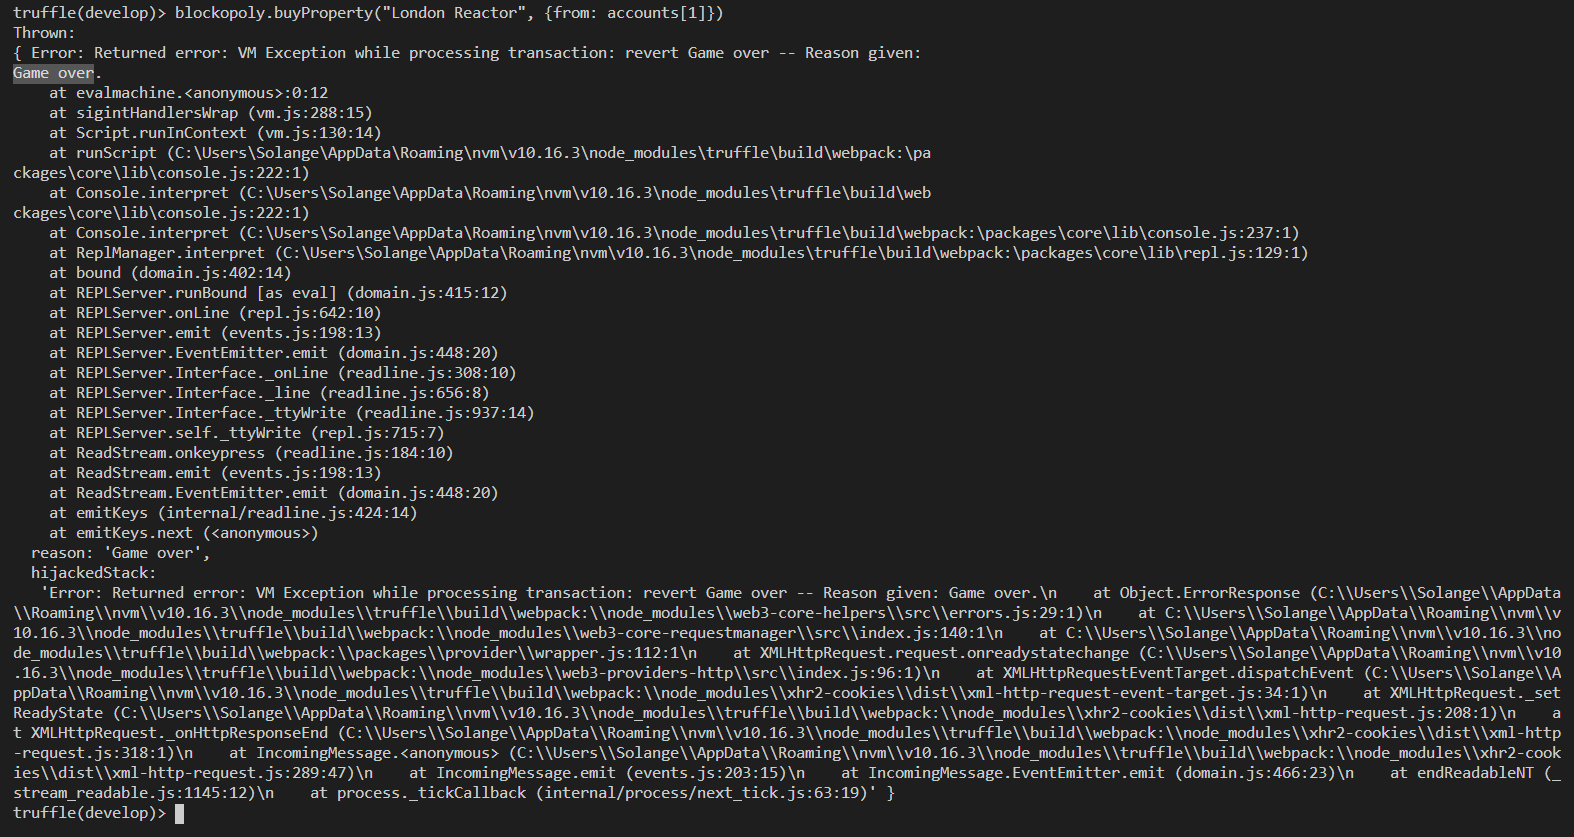 truffle(develop)> blockopoly.buyProperty("London Reactor", {from: accounts[1]})
Thrown:
{ Error: Returned error: VM Exception while processing transaction: revert Game over -- Reason given:
Game over.
    at evalmachine.<anonymous>:0:12
    at sigintHandlersWrap (vm.js:288:15)
    at Script.runInContext (vm.js:130:14)
    at runScript (C:\Users\Solange\AppData\Roaming\nvm\v10.16.3\node_modules\truffle\build\webpack:\pa
ckages\core\lib\console.js:222:1)
    at Console.interpret (C:\Users\Solange\AppData\Roaming\nvm\v10.16.3\node_modules\truffle\build\web
ckages\core\lib\console.js:222:1)
    at Console.interpret (C:\Users\Solange\AppData\Roaming\nvm\v10.16.3\node_modules\truffle\build\webpack:\packages\core\lib\console.js:237:1)
    at ReplManager.interpret (C:\Users\Solange\AppData\Roaming\nvm\v10.16.3\node_modules\truffle\build\webpack:\packages\core\lib\repl.js:129:1)
    at bound (domain.js:402:14)
    at REPLServer.runBound [as eval] (domain.js:415:12)
    at REPLServer.onLine (repl.js:642:10)
    at REPLServer.emit (events.js:198:13)
    at REPLServer.EventEmitter.emit (domain.js:448:20)
    at REPLServer.Interface._onLine (readline.js:308:10)
    at REPLServer.Interface._line (readline.js:656:8)
    at REPLServer.Interface._ttyWrite (readline.js:937:14)
    at REPLServer.self._ttyWrite (repl.js:715:7)
    at ReadStream.onkeypress (readline.js:184:10)
    at ReadStream.emit (events.js:198:13)
    at ReadStream.EventEmitter.emit (domain.js:448:20)
    at emitKeys (internal/readline.js:424:14)
    at emitKeys.next (<anonymous>)
  reason: 'Game over',
  hijackedStack:
   'Error: Returned error: VM Exception while processing transaction: revert Game over -- Reason given: Game over.\n    at Object.ErrorResponse (C:\\Users\\Solange\\AppData
\\Roaming\\nvm\\v10.16.3\\node_modules\\truffle\\build\\webpack:\\node_modules\\web3-core-helpers\\src\\errors.js:29:1)\n    at C:\\Users\\Solange\\AppData\\Roaming\\nvm\\v
10.16.3\\node_modules\\truffle\\build\\webpack:\\node_modules\\web3-core-requestmanager\\src\\index.js:140:1\n    at C:\\Users\\Solange\\AppData\\Roaming\\nvm\\v10.16.3\\no
de_modules\\truffle\\build\\webpack:\\packages\\provider\\wrapper.js:112:1\n    at XMLHttpRequest.request.onreadystatechange (C:\\Users\\Solange\\AppData\\Roaming\\nvm\\v10
.16.3\\node_modules\\truffle\\build\\webpack:\\node_modules\\web3-providers-http\\src\\index.js:96:1)\n    at XMLHttpRequestEventTarget.dispatchEvent (C:\\Users\\Solange\\A
ppData\\Roaming\\nvm\\v10.16.3\\node_modules\\truffle\\build\\webpack:\\node_modules\\xhr2-cookies\\dist\\xml-http-request-event-target.js:34:1)\n    at XMLHttpRequest._set
ReadyState (C:\\Users\\Solange\\AppData\\Roaming\\nvm\\v10.16.3\\node_modules\\truffle\\build\\webpack:\\node_modules\\xhr2-cookies\\dist\\xml-http-request.js:208:1)\n    a
t XMLHttpRequest._onHttpResponseEnd (C:\\Users\\Solange\\AppData\\Roaming\\nvm\\v10.16.3\\node_modules\\truffle\\build\\webpack:\\node_modules\\xhr2-cookies\\dist\\xml-http
-request.js:318:1)\n    at IncomingMessage.<anonymous> (C:\\Users\\Solange\\AppData\\Roaming\\nvm\\v10.16.3\\node_modules\\truffle\\build\\webpack:\\node_modules\\xhr2-cook
ies\\dist\\xml-http-request.js:289:47)\n    at IncomingMessage.emit (events.js:203:15)\n    at IncomingMessage.EventEmitter.emit (domain.js:466:23)\n    at endReadableNT (_
stream_readable.js:1145:12)\n    at process._tickCallback (internal/process/next_tick.js:63:19)' }
truffle(develop)>